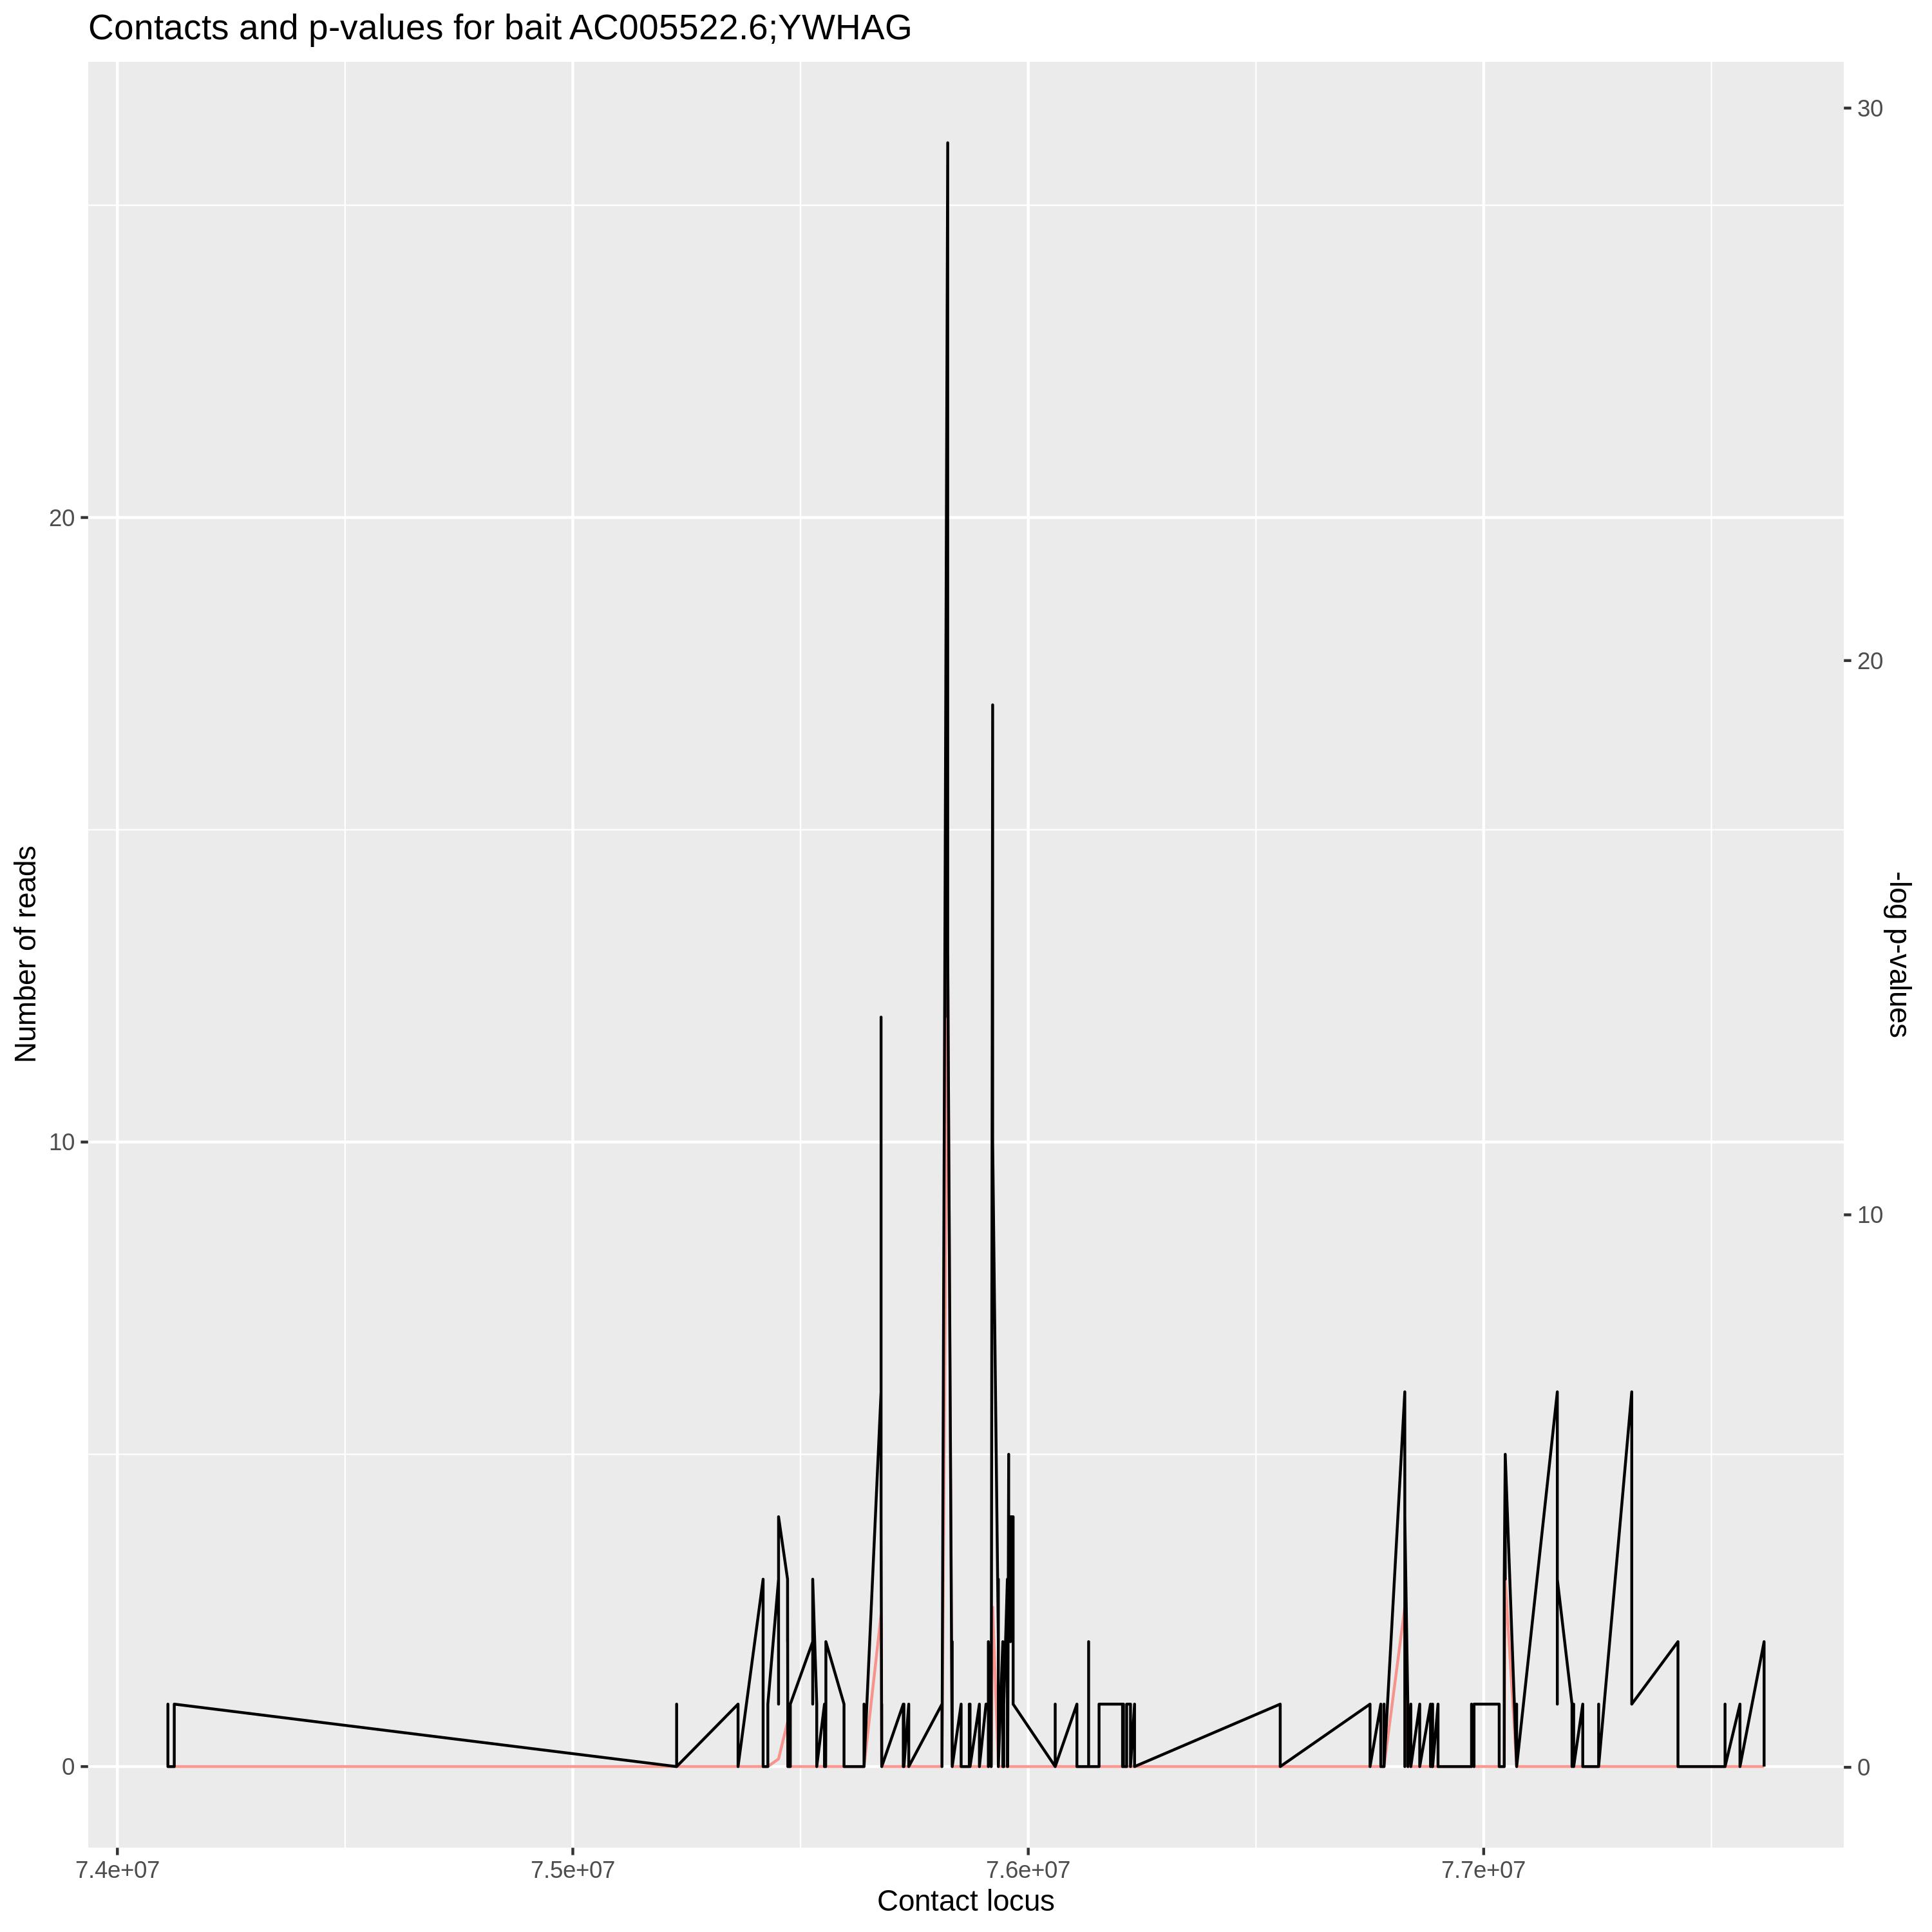 Contacts and p-values for bait AC005522.6;YWHAG
30
20
20
Number of reads
-log p-values
10
10
0
0
7.4e+07 7.5e+07 7.6e+07 7.7e+07
Contact locus